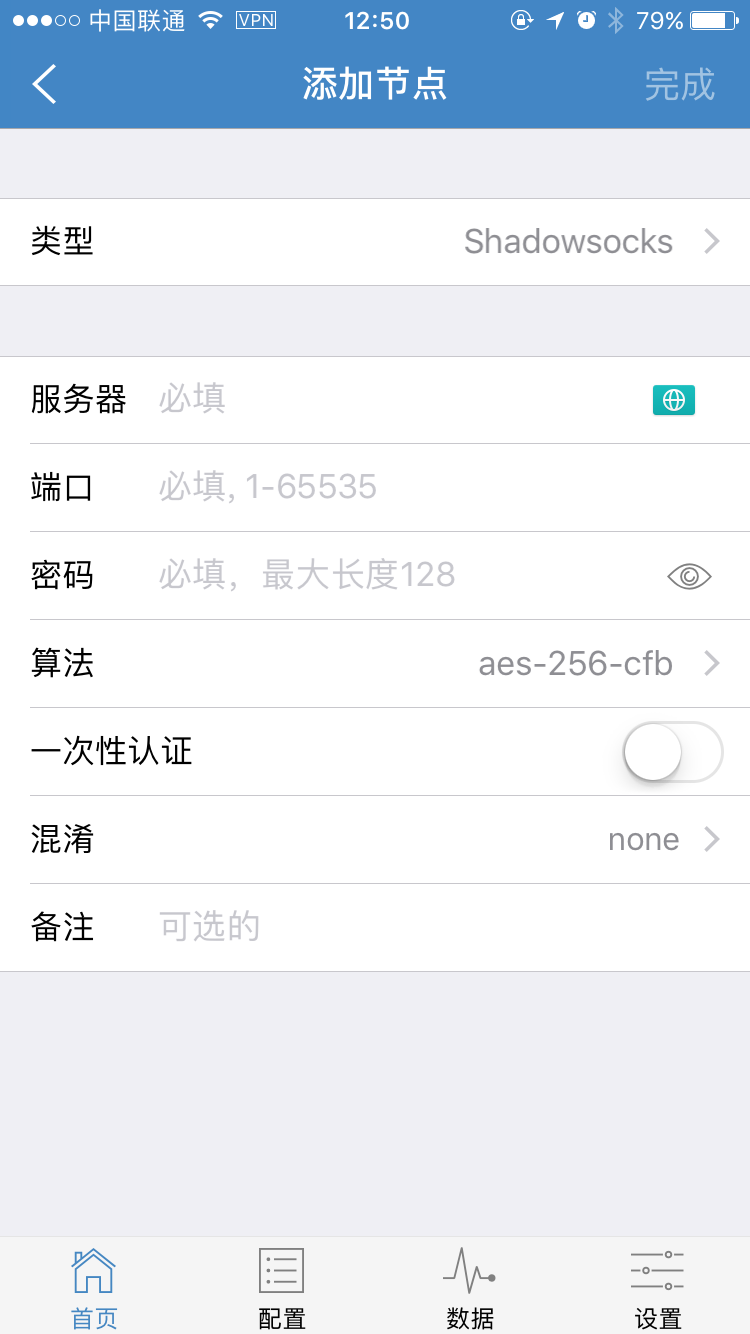 中国联通 VPN 12:50 79%
添加节点 完成
类型 Shadowsocks
服务器 必填
端口 必填, 1-65535
密码 必填，最大长度128
算法 aes-256-cfb
一次性认证
混淆 none
备注 可选的
首页 配置 数据 设置